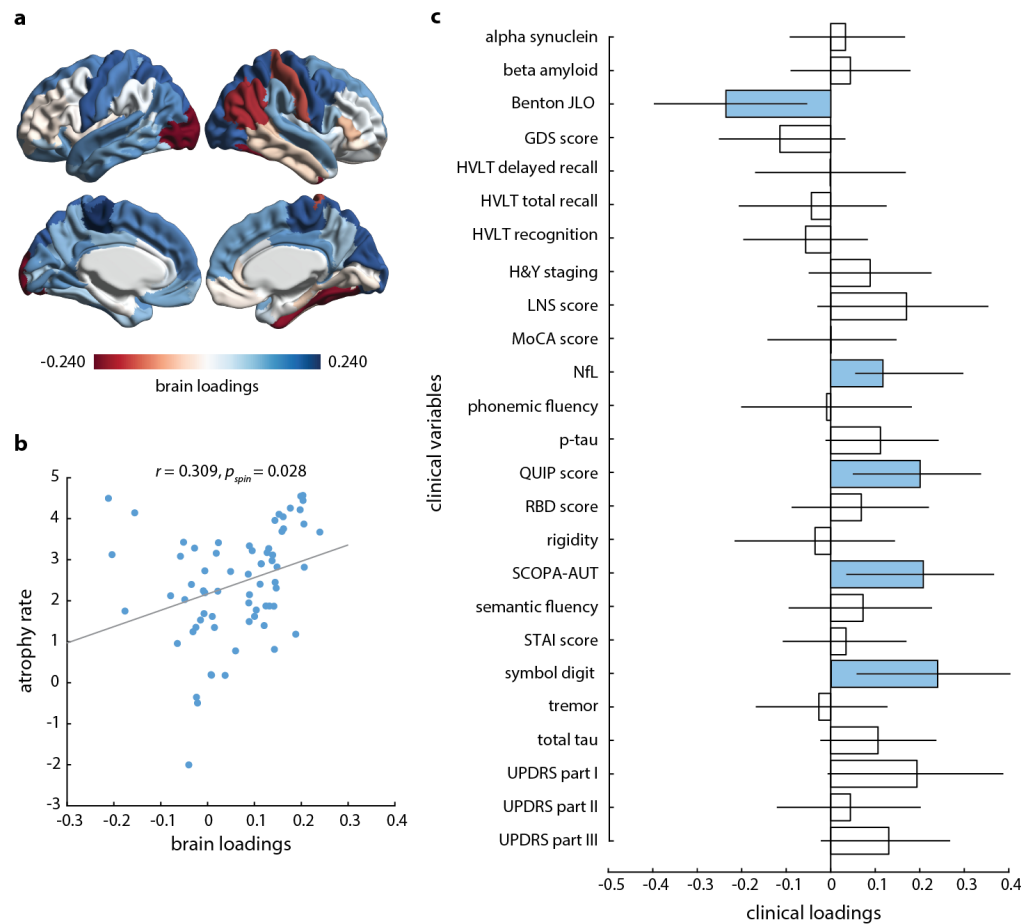 a
-0.240
0.240
brain loadings
b
r = 0.309, pspin = 0.028
atrophy rate
5
4
3
2
1
0
-1
-2
-3
-0.3
-0.2
-0.1
0
0.1
0.2
0.3
0.4
brain loadings
c
clinical variables
alpha synuclein
beta amyloid
Benton JLO
GDS score
HVLT delayed recall
HVLT total recall
HVLT recognition
H&Y staging
LNS score
MoCA score
NfL
phonemic fluency
p-tau
QUIP score
RBD score
rigidity
SCOPA-AUT
semantic fluency
STAI score
symbol digit
tremor
total tau
UPDRS part I
UPDRS part II
UPDRS part III
-0.5
-0.4
-0.3
-0.2
-0.1
0
0.1
0.2
0.3
0.4
clinical loadings